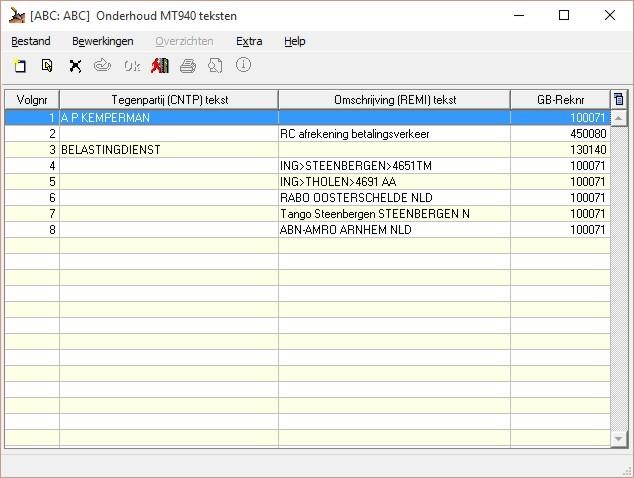 [ABC: ABC] Onderhoud MT940 teksten
Bestand Bewerkingen Overzichten Extra Help
Ok
Volgnr Tegenpartij (CNTP) tekst Omschrijving (REMI) tekst GB-Reknr
1 A P KEMPERMAN 100071
2 RC afrekening betalingsverkeer 450080
3 BELASTINGDIENST 130140
4 ING>STEENBERGEN>4651TM 100071
5 ING>THOLEN>4691 AA 100071
6 RABO OOSTERSCHELDE NLD 100071
7 Tango Steenbergen STEENBERGEN N 100071
8 ABN-AMRO ARNHEM NLD 100071